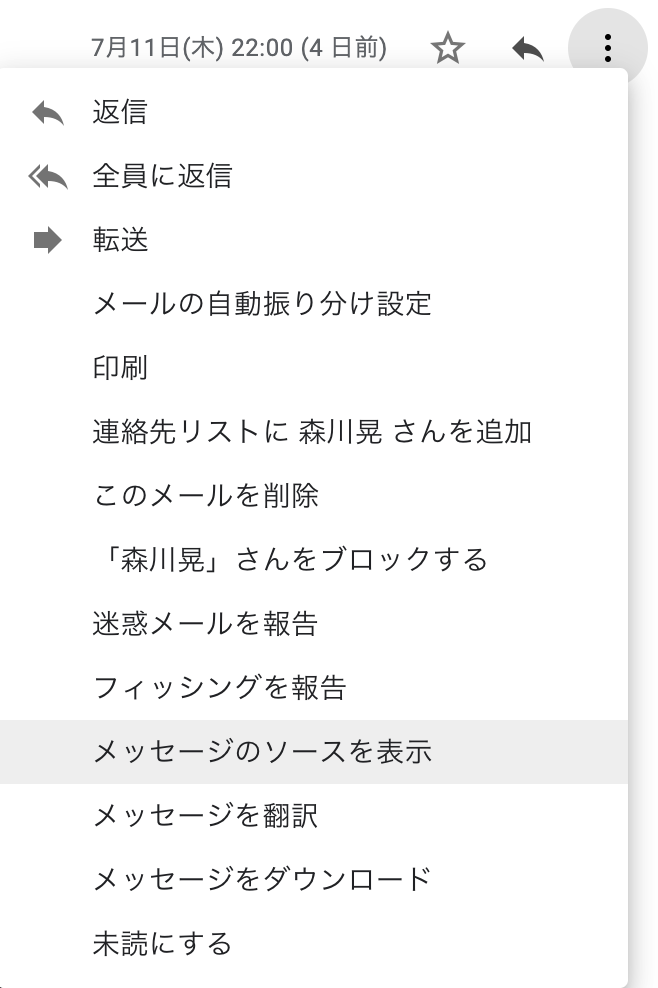 7月11日(木) 22:00 (4 日前)
返信
全員に返信
転送
メールの自動振り分け設定
印刷
連絡先リストに 森川晃 さんを追加
このメールを削除
「森川晃」さんをブロックする
迷惑メールを報告
フィッシングを報告
メッセージのソースを表示
メッセージを翻訳
メッセージをダウンロード
未読にする